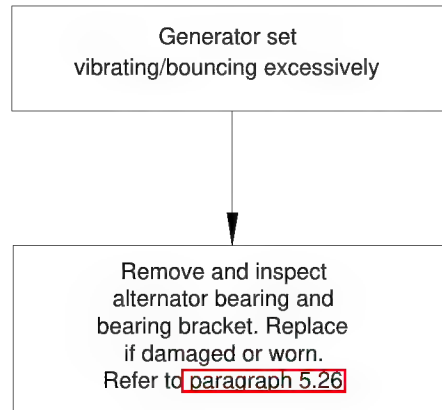 Generator set
vibrating/bouncing excessively
Remove and inspect
alternator bearing and
bearing bracket. Replace
if damaged or worn.
Refer to paragraph 5.26